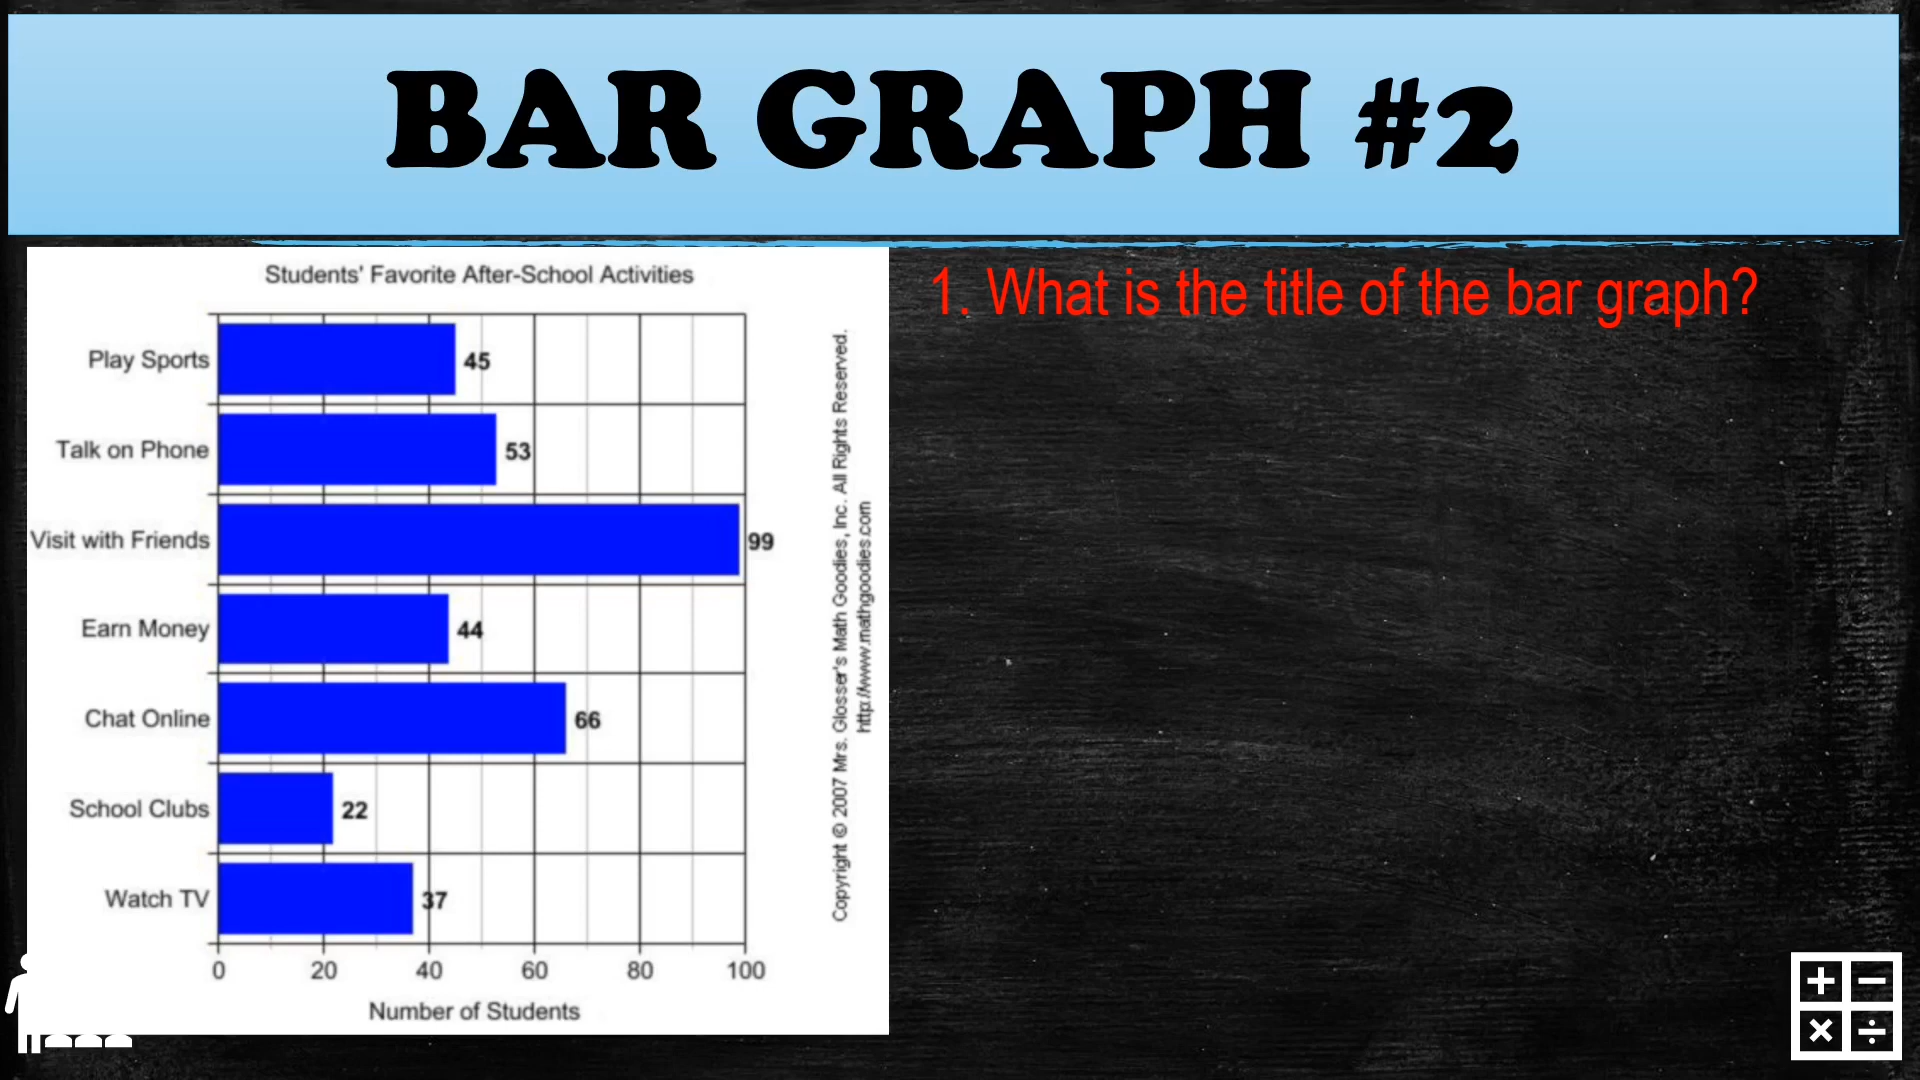 BAR GRAPH #2
Students' Favorite After-School Activities
1. What is the title of the bar graph?
Play Sports 45
Talk on Phone 53
Visit with Friends 99
Earn Money 44
Chat Online 66
School Clubs 22
Watch TV 37
0 20 40 60 80 100
Number of Students
Copyright © 2007 Mrs. Glosser's Math Goodies, Inc. All Rights Reserved.
http://www.mathgoodies.com
+ −
× ÷